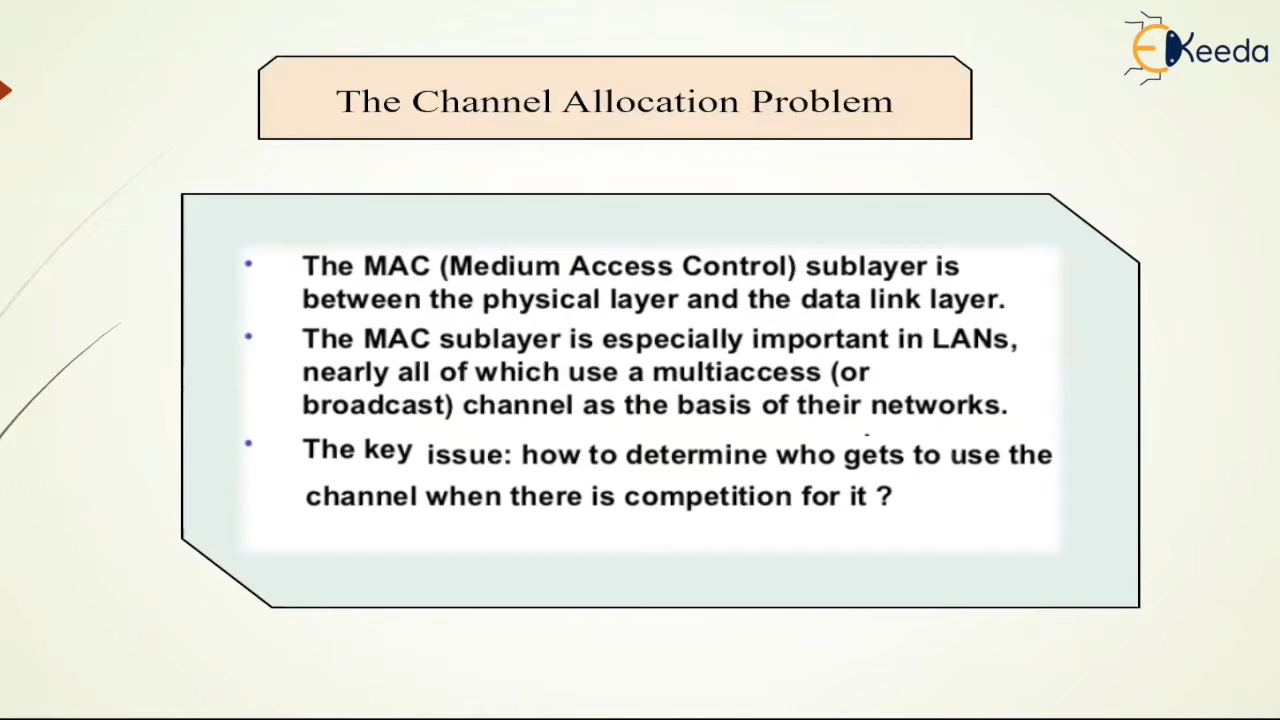 EKeeda
The Channel Allocation Problem
• The MAC (Medium Access Control) sublayer is
between the physical layer and the data link layer.
• The MAC sublayer is especially important in LANs,
nearly all of which use a multiaccess (or
broadcast) channel as the basis of their networks.
• The key issue: how to determine who gets to use the
channel when there is competition for it ?